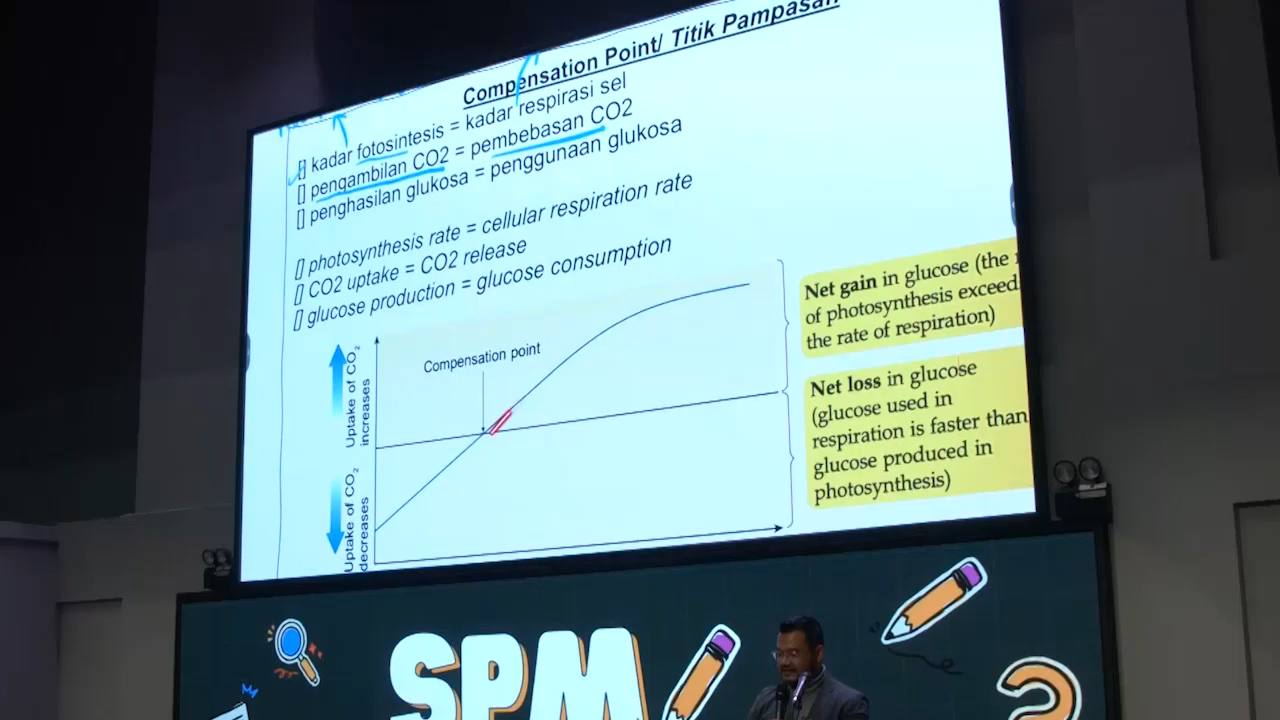 Compensation Point/ Titik Pampasan
[] kadar fotosintesis = kadar respirasi sel
[] pengambilan CO2 = pembebasan CO2
[] penghasilan glukosa = penggunaan glukosa
[] photosynthesis rate = cellular respiration rate
[] CO2 uptake = CO2 release
[] glucose production = glucose consumption
Uptake of CO₂
increases
Uptake of CO₂
decreases
Compensation point
Net gain in glucose (the
of photosynthesis exceed
the rate of respiration)
Net loss in glucose
(glucose used in
respiration is faster than
glucose produced in
photosynthesis)
SPM
?